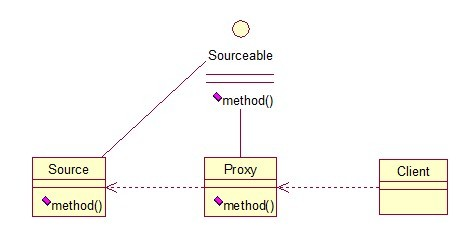 Sourceable
method()
Source
method()
Proxy
method()
Client